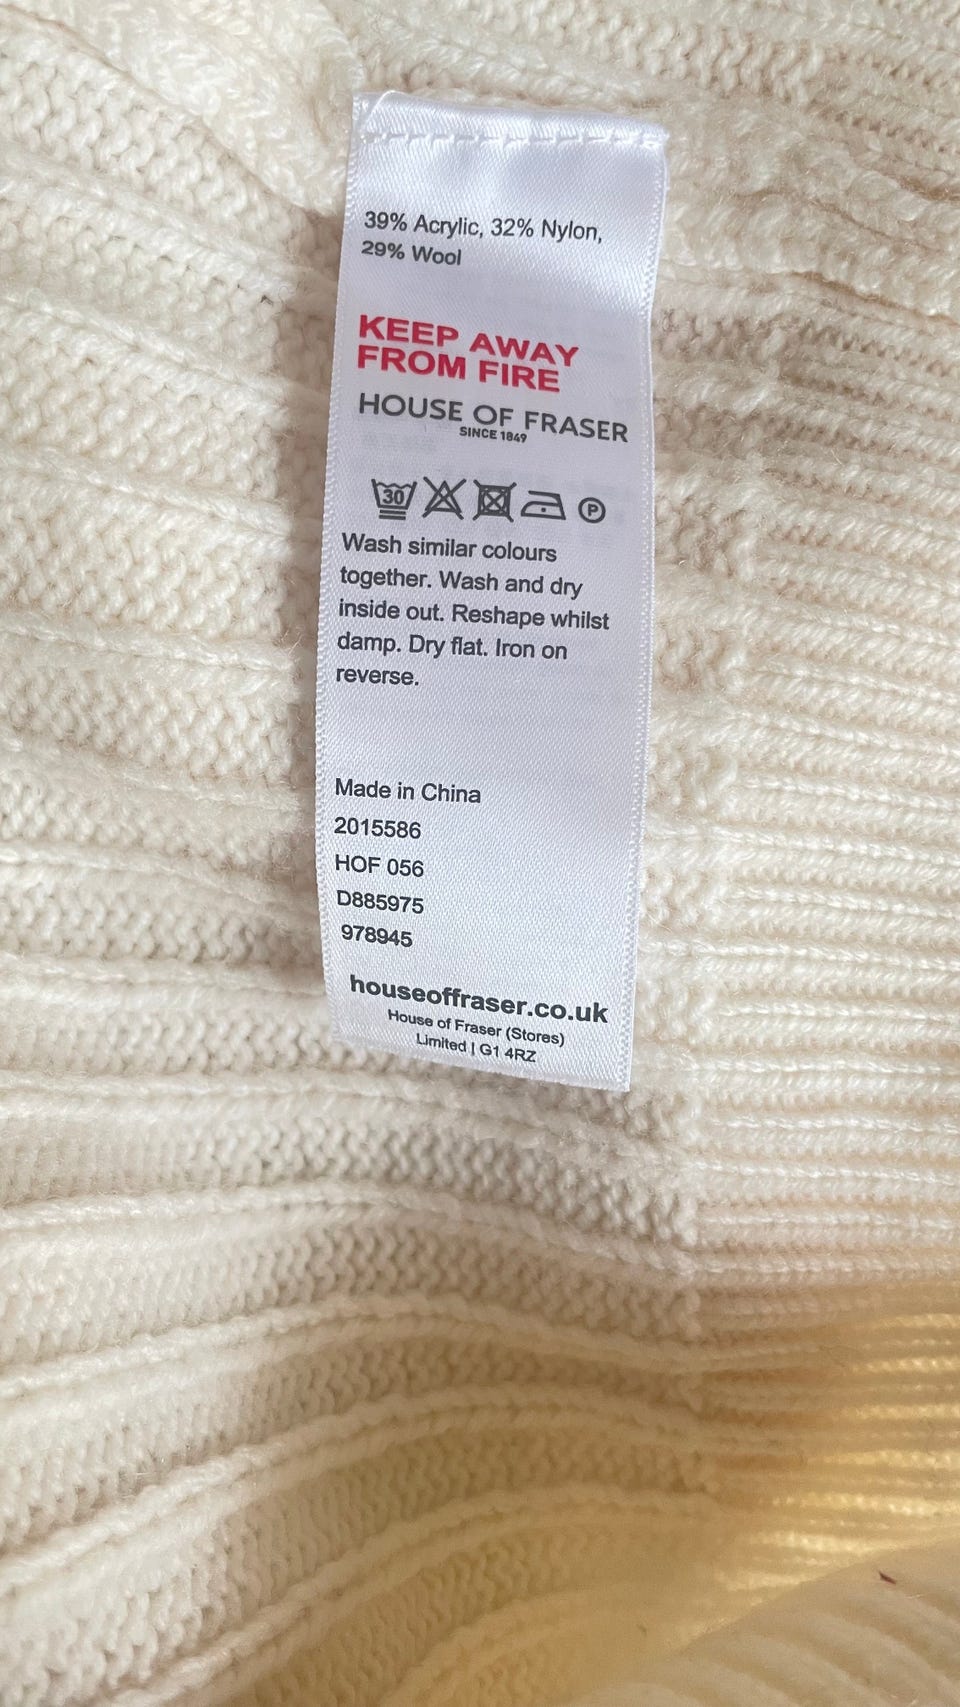 39% Acrylic, 32% Nylon,
29% Wool
KEEP AWAY
FROM FIRE
HOUSE OF FRASER
SINCE 1849
30 P
Wash similar colours
together. Wash and dry
inside out. Reshape whilst
damp. Dry flat. Iron on
reverse.
Made in China
2015586
HOF 056
D885975
978945
houseoffraser.co.uk
House of Fraser (Stores)
Limited | G1 4RZ